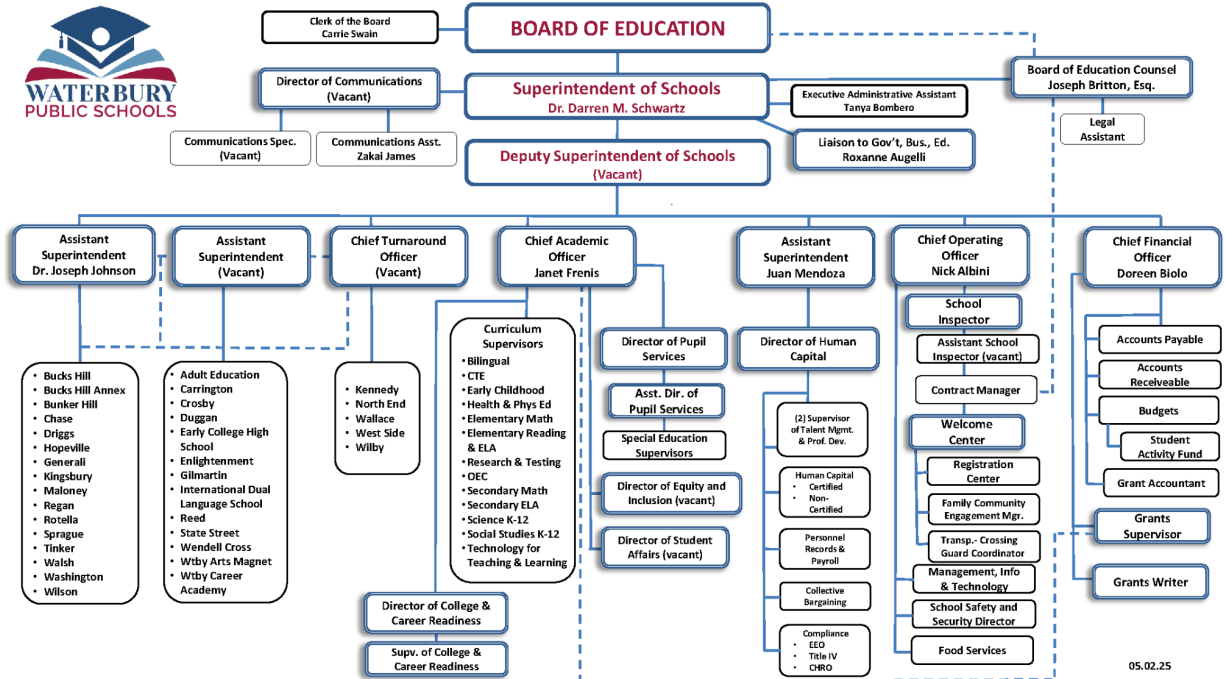 WATERBURY
PUBLIC SCHOOLS
Clerk of the Board
Carrie Swain
BOARD OF EDUCATION
Director of Communications
(Vacant)
Superintendent of Schools
Dr. Darren M. Schwartz
Executive Administrative Assistant
Tanya Bombero
Board of Education Counsel
Joseph Britton, Esq.
Legal
Assistant
Communications Spec.
(Vacant)
Communications Asst.
Zakai James
Liaison to Gov’t, Bus., Ed.
Roxanne Augelli
Deputy Superintendent of Schools
(Vacant)
Assistant
Superintendent
Dr. Joseph Johnson
Assistant
Superintendent
(Vacant)
Chief Turnaround
Officer
(Vacant)
Chief Academic
Officer
Janet Frenis
Assistant
Superintendent
Juan Mendoza
Chief Operating
Officer
Nick Albini
Chief Financial
Officer
Doreen Biolo
• Bucks Hill
• Bucks Hill Annex
• Bunker Hill
• Chase
• Driggs
• Hopeville
• Generali
• Kingsbury
• Maloney
• Regan
• Rotella
• Sprague
• Tinker
• Walsh
• Washington
• Wilson
• Adult Education
• Carrington
• Crosby
• Duggan
• Early College High
School
• Enlightenment
• Gilmartin
• International Dual
Language School
• Reed
• State Street
• Wendell Cross
• Wtby Arts Magnet
• Wtby Career
Academy
• Kennedy
• North End
• Wallace
• West Side
• Wilby
Curriculum
Supervisors
• Bilingual
• CTE
• Early Childhood
• Health & Phys Ed
• Elementary Math
• Elementary Reading
& ELA
• Research & Testing
• OEC
• Secondary Math
• Secondary ELA
• Science K-12
• Social Studies K-12
• Technology for
Teaching & Learning
Director of College &
Career Readiness
Supv. of College &
Career Readiness
Director of Pupil
Services
Asst. Dir. of
Pupil Services
Special Education
Supervisors
Director of Equity and
Inclusion (vacant)
Director of Student
Affairs (vacant)
Director of Human
Capital
(2) Supervisor
of Talent Mgmt.
& Prof. Dev.
Human Capital
• Certified
• Non-
Certified
Personnel
Records &
Payroll
Collective
Bargaining
Compliance
• EEO
• Title IV
• CHRO
School
Inspector
Assistant School
Inspector (vacant)
Contract Manager
Welcome
Center
Registration
Center
Family Community
Engagement Mgr.
Transp.- Crossing
Guard Coordinator
Management, Info
& Technology
School Safety and
Security Director
Food Services
Accounts Payable
Accounts
Receivable
Budgets
Student
Activity Fund
Grant Accountant
Grants
Supervisor
Grants Writer
05.02.25